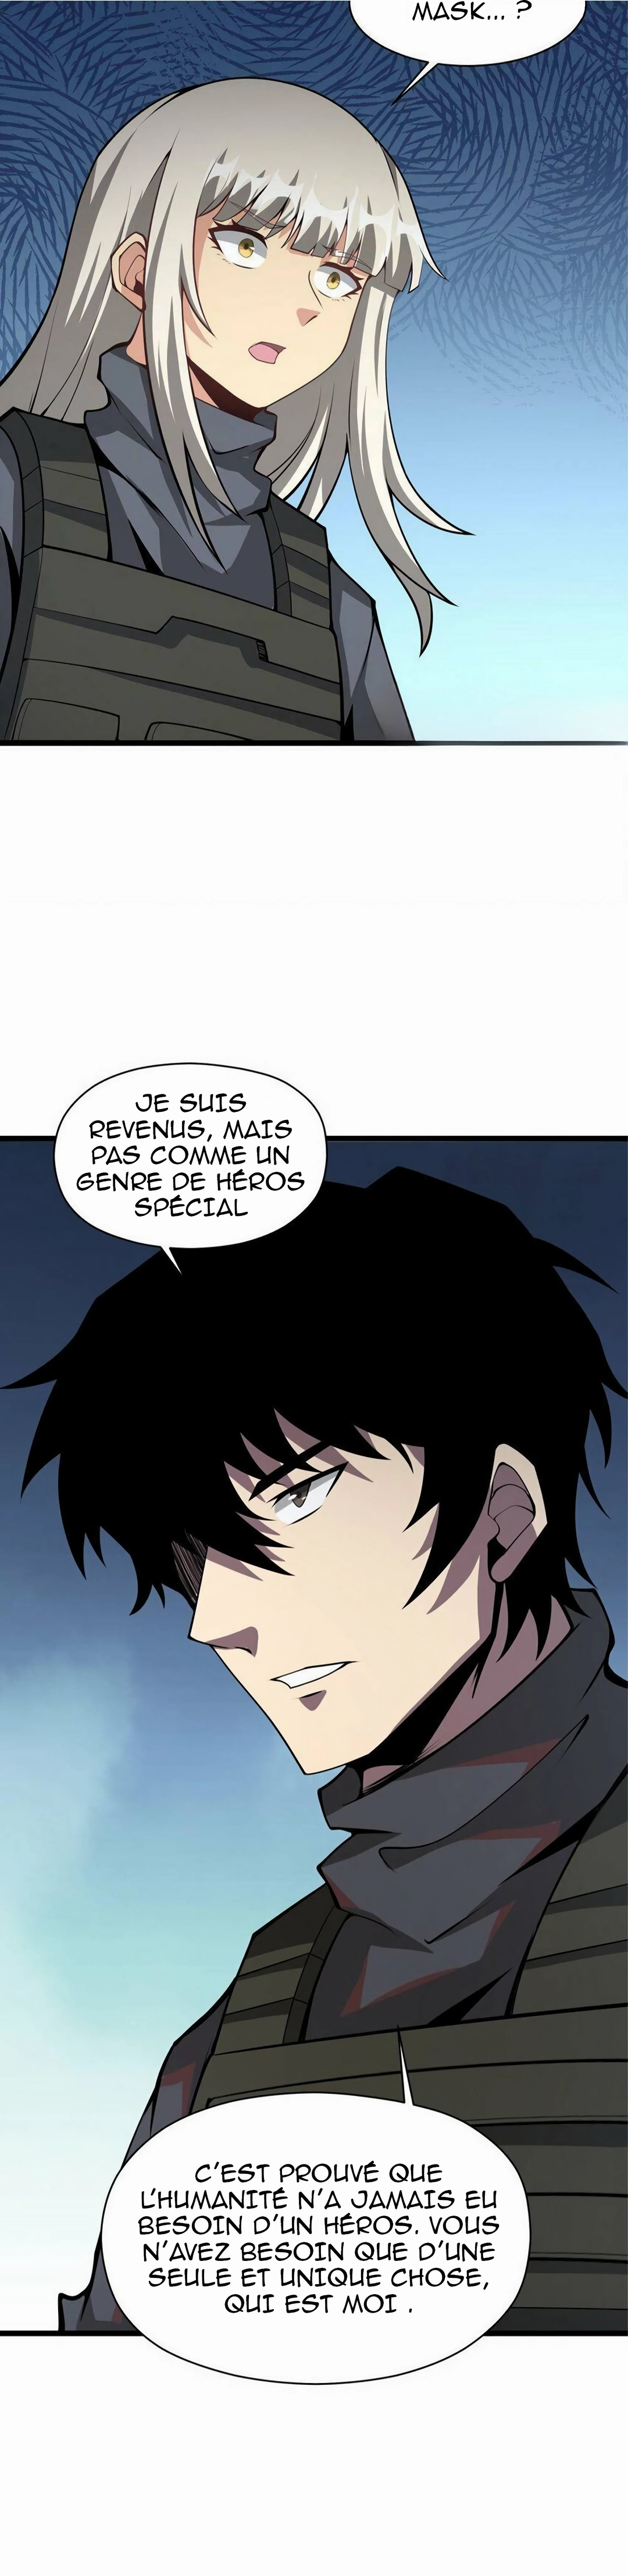 MASK... ?
JE SUIS
REVENUS, MAIS
PAS COMME UN
GENRE DE HÉROS
SPÉCIAL
C'EST PROUVÉ QUE
L'HUMANITÉ N'A JAMAIS EU
BESOIN D'UN HÉROS. VOUS
N'AVEZ BESOIN QUE D'UNE
SEULE ET UNIQUE CHOSE,
QUI EST MOI .